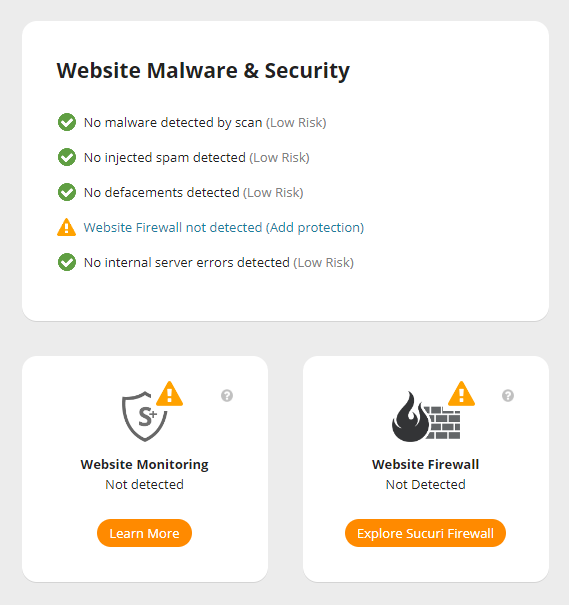 Website Malware & Security
No malware detected by scan (Low Risk)
No injected spam detected (Low Risk)
No defacements detected (Low Risk)
Website Firewall not detected (Add protection)
No internal server errors detected (Low Risk)
S+
?
Website Monitoring
Not detected
Learn More
?
Website Firewall
Not Detected
Explore Sucuri Firewall